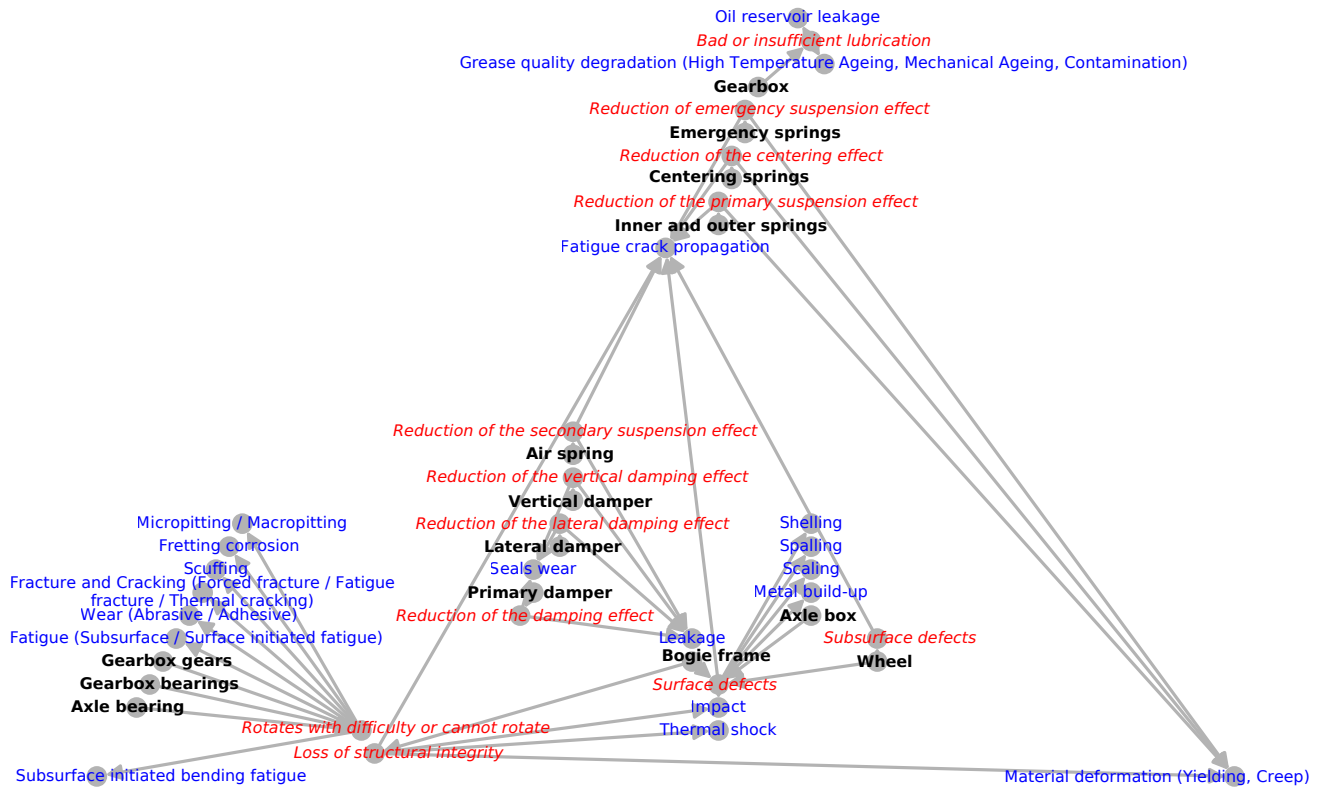 Oil reservoir leakage
Bad or insufficient lubrication
Grease quality degradation (High Temperature Ageing, Mechanical Ageing, Contamination)
Gearbox
Reduction of emergency suspension effect
Emergency springs
Reduction of the centering effect
Centering springs
Reduction of the primary suspension effect
Inner and outer springs
Fatigue crack propagation
Reduction of the secondary suspension effect
Air spring
Reduction of the vertical damping effect
Vertical damper
Reduction of the lateral damping effect
Lateral damper
Seals wear
Primary damper
Reduction of the damping effect
Micropitting / Macropitting
Fretting corrosion
Scuffing
Fracture and Cracking (Forced fracture / Fatigue
fracture / Thermal cracking)
Wear (Abrasive / Adhesive)
Fatigue (Subsurface / Surface initiated fatigue)
Gearbox gears
Gearbox bearings
Axle bearing
Shelling
Spalling
Scaling
Metal build-up
Axle box
Subsurface defects
Wheel
Leakage
Bogie frame
Surface defects
Impact
Thermal shock
Rotates with difficulty or cannot rotate
Loss of structural integrity
Subsurface initiated bending fatigue
Material deformation (Yielding, Creep)